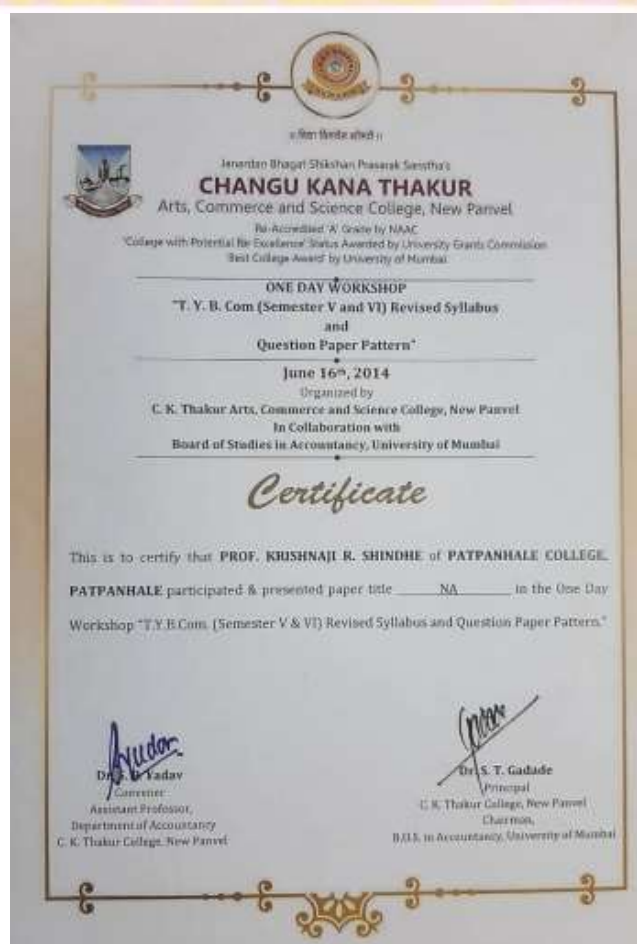 Janardan Bhagat Shikshan Prasarak Sanstha's
CHANGU KANA THAKUR
Arts, Commerce and Science College, New Panvel
Re-Accredited 'A' Grade by NAAC
'College with Potential for Excellence' Status Awarded by University Grants Commission
'Best College Award' by University of Mumbai
ONE DAY WORKSHOP
"T. Y. B. Com (Semester V and VI) Revised Syllabus
and
Question Paper Pattern"
June 16th, 2014
Organized by
C. K. Thakur Arts, Commerce and Science College, New Panvel
In Collaboration with
Board of Studies in Accountancy, University of Mumbai
Certificate
This is to certify that PROF. KRISHNAJI R. SHINDHE of PATPANHALE COLLEGE,
PATPANHALE participated & presented paper title NA in the One Day
Workshop "T.Y.B.Com. (Semester V & VI) Revised Syllabus and Question Paper Pattern."
Dr. Yadav
Convener
Assistant Professor,
Department of Accountancy
C. K. Thakur College, New Panvel
Dr. S. T. Gadade
Principal
C. K. Thakur College, New Panvel
Chairman,
B.O.S. in Accountancy, University of Mumbai